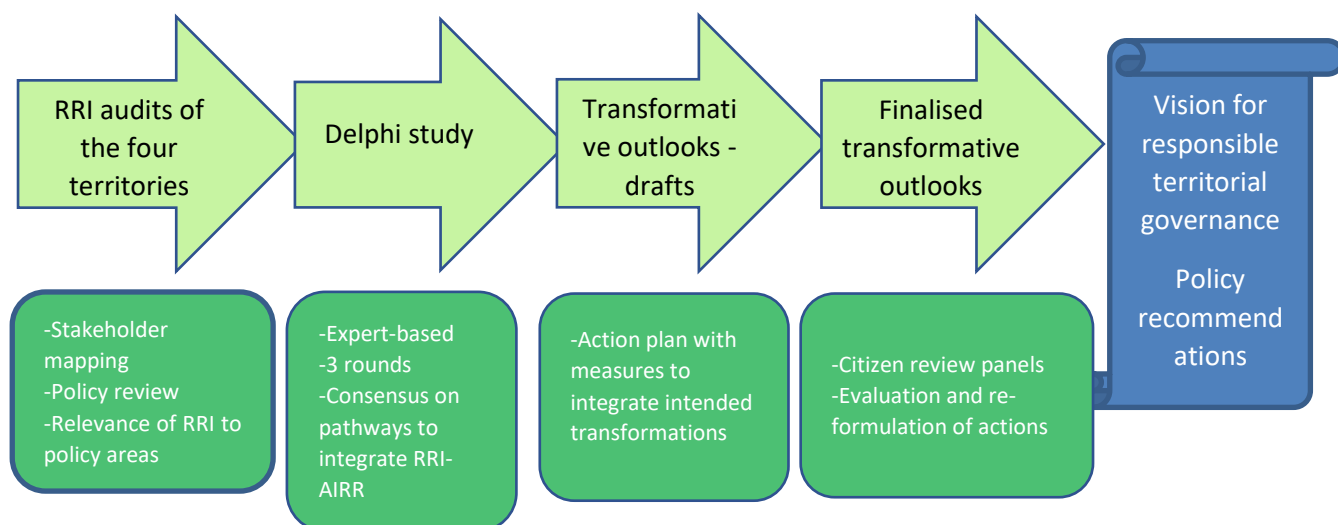 RRI audits of
the four
territories
Delphi study
Transformati
ve outlooks -
drafts
Finalised
transformative
outlooks
Vision for
responsible
territorial
governance
Policy
recommend
ations
-Stakeholder
mapping
-Policy review
-Relevance of RRI to
policy areas
-Expert-based
-3 rounds
-Consensus on
pathways to
integrate RRI-
AIRR
-Action plan with
measures to
integrate intended
transformations
-Citizen review panels
-Evaluation and re-
formulation of actions